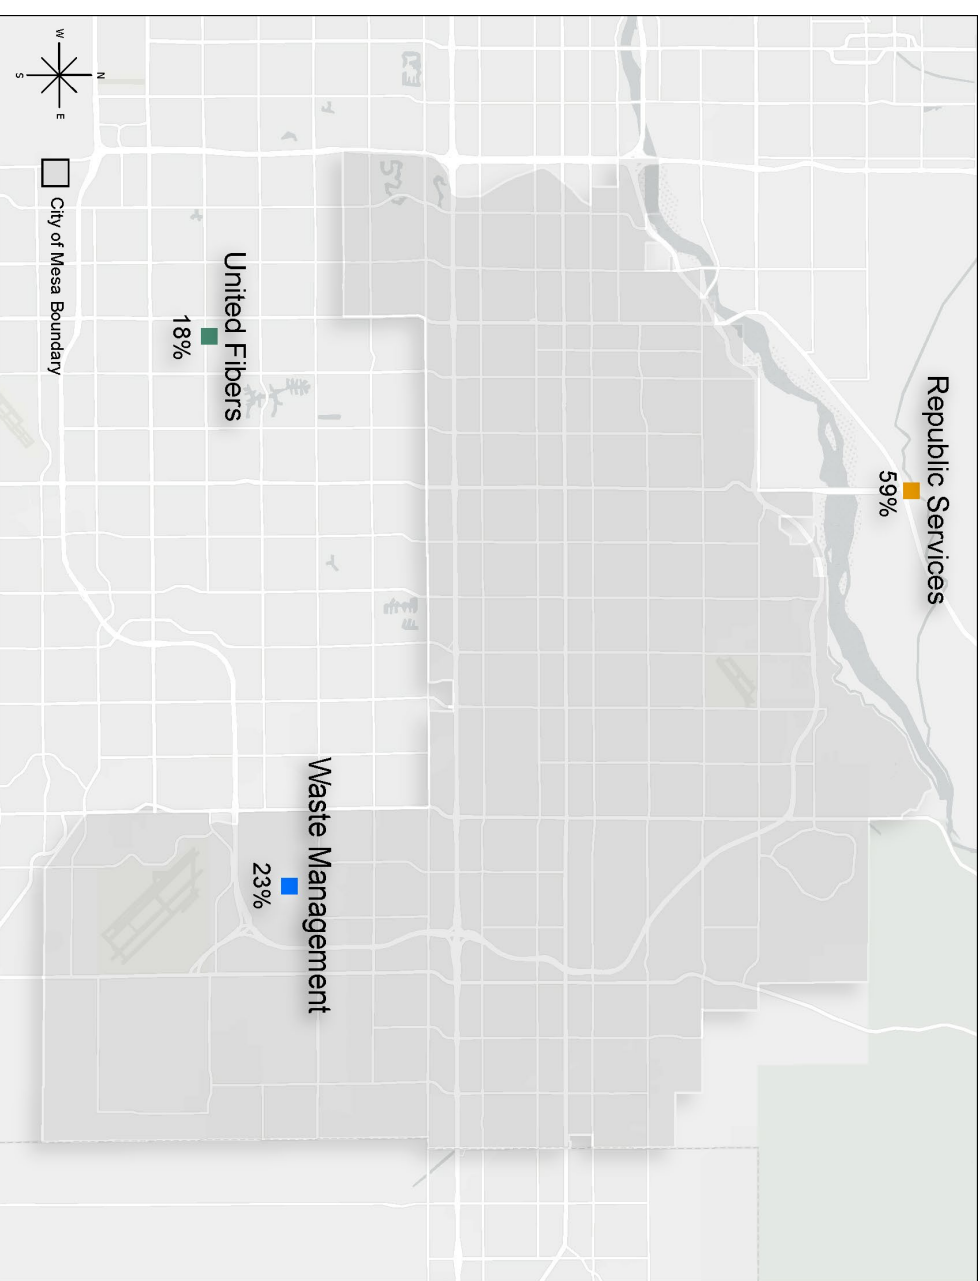 Republic Services
59%
United Fibers
18%
Waste Management
23%
N
W
E
S
City of Mesa Boundary